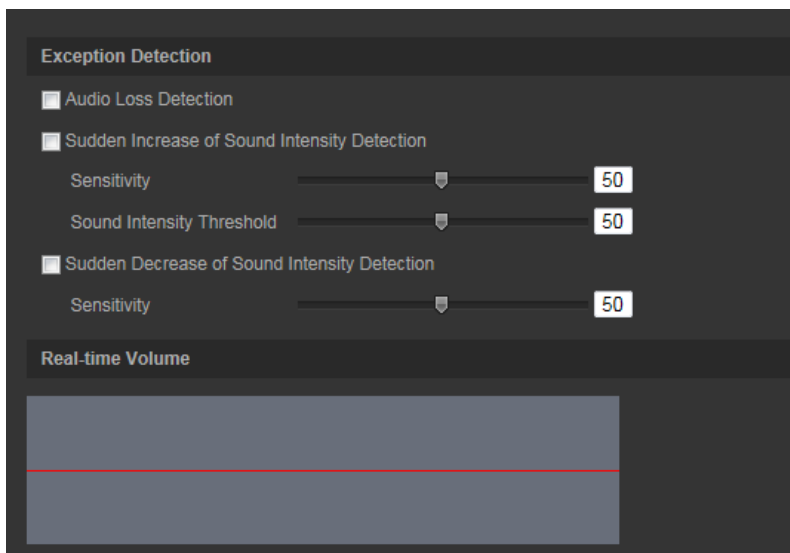 Exception Detection
Audio Loss Detection
Sudden Increase of Sound Intensity Detection
Sensitivity 50
Sound Intensity Threshold 50
Sudden Decrease of Sound Intensity Detection
Sensitivity 50
Real-time Volume